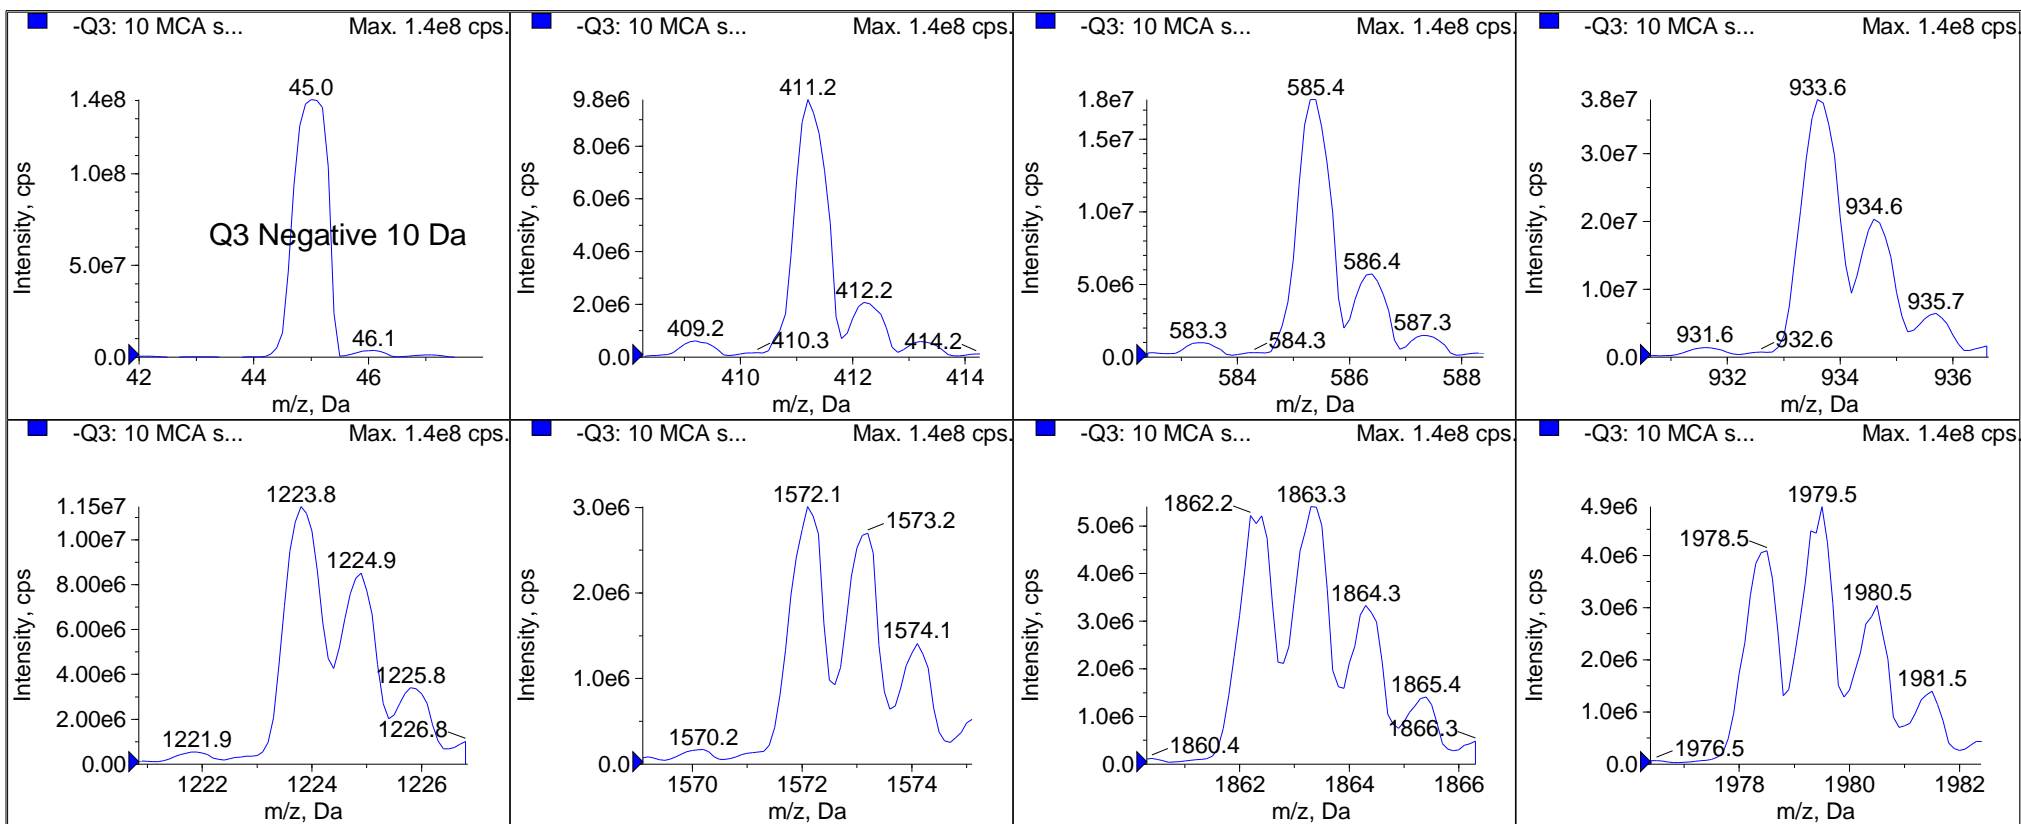 -Q3: 10 MCA s... Max. 1.4e8 cps.
45.0
1.4e8
1.0e8
Q3 Negative 10 Da
5.0e7
46.1
0.0
42 44 46
m/z, Da
Intensity, cps
-Q3: 10 MCA s... Max. 1.4e8 cps.
411.2
9.8e6
8.0e6
6.0e6
4.0e6
412.2
2.0e6
409.2 410.3 414.2
0.0
410 412 414
m/z, Da
Intensity, cps
-Q3: 10 MCA s... Max. 1.4e8 cps.
585.4
1.8e7
1.5e7
1.0e7
586.4
5.0e6
583.3 584.3 587.3
0.0
584 586 588
m/z, Da
Intensity, cps
-Q3: 10 MCA s... Max. 1.4e8 cps.
933.6
3.8e7
3.0e7
934.6
2.0e7
1.0e7
935.7
931.6 932.6
0.0
932 934 936
m/z, Da
Intensity, cps
-Q3: 10 MCA s... Max. 1.4e8 cps.
1223.8
1.15e7
1.00e7
1224.9
8.00e6
6.00e6
4.00e6
1225.8
2.00e6
1226.8
1221.9
0.00
1222 1224 1226
m/z, Da
Intensity, cps
-Q3: 10 MCA s... Max. 1.4e8 cps.
1572.1
3.0e6
1573.2
2.0e6
1574.1
1.0e6
1570.2
0.0
1570 1572 1574
m/z, Da
Intensity, cps
-Q3: 10 MCA s... Max. 1.4e8 cps.
1862.2 1863.3
5.0e6
4.0e6
1864.3
3.0e6
2.0e6
1865.4
1.0e6
1866.3
1860.4
0.0
1862 1864 1866
m/z, Da
Intensity, cps
-Q3: 10 MCA s... Max. 1.4e8 cps.
1979.5
4.9e6
1978.5
4.0e6
1980.5
3.0e6
2.0e6
1981.5
1.0e6
1976.5
0.0
1978 1980 1982
m/z, Da
Intensity, cps